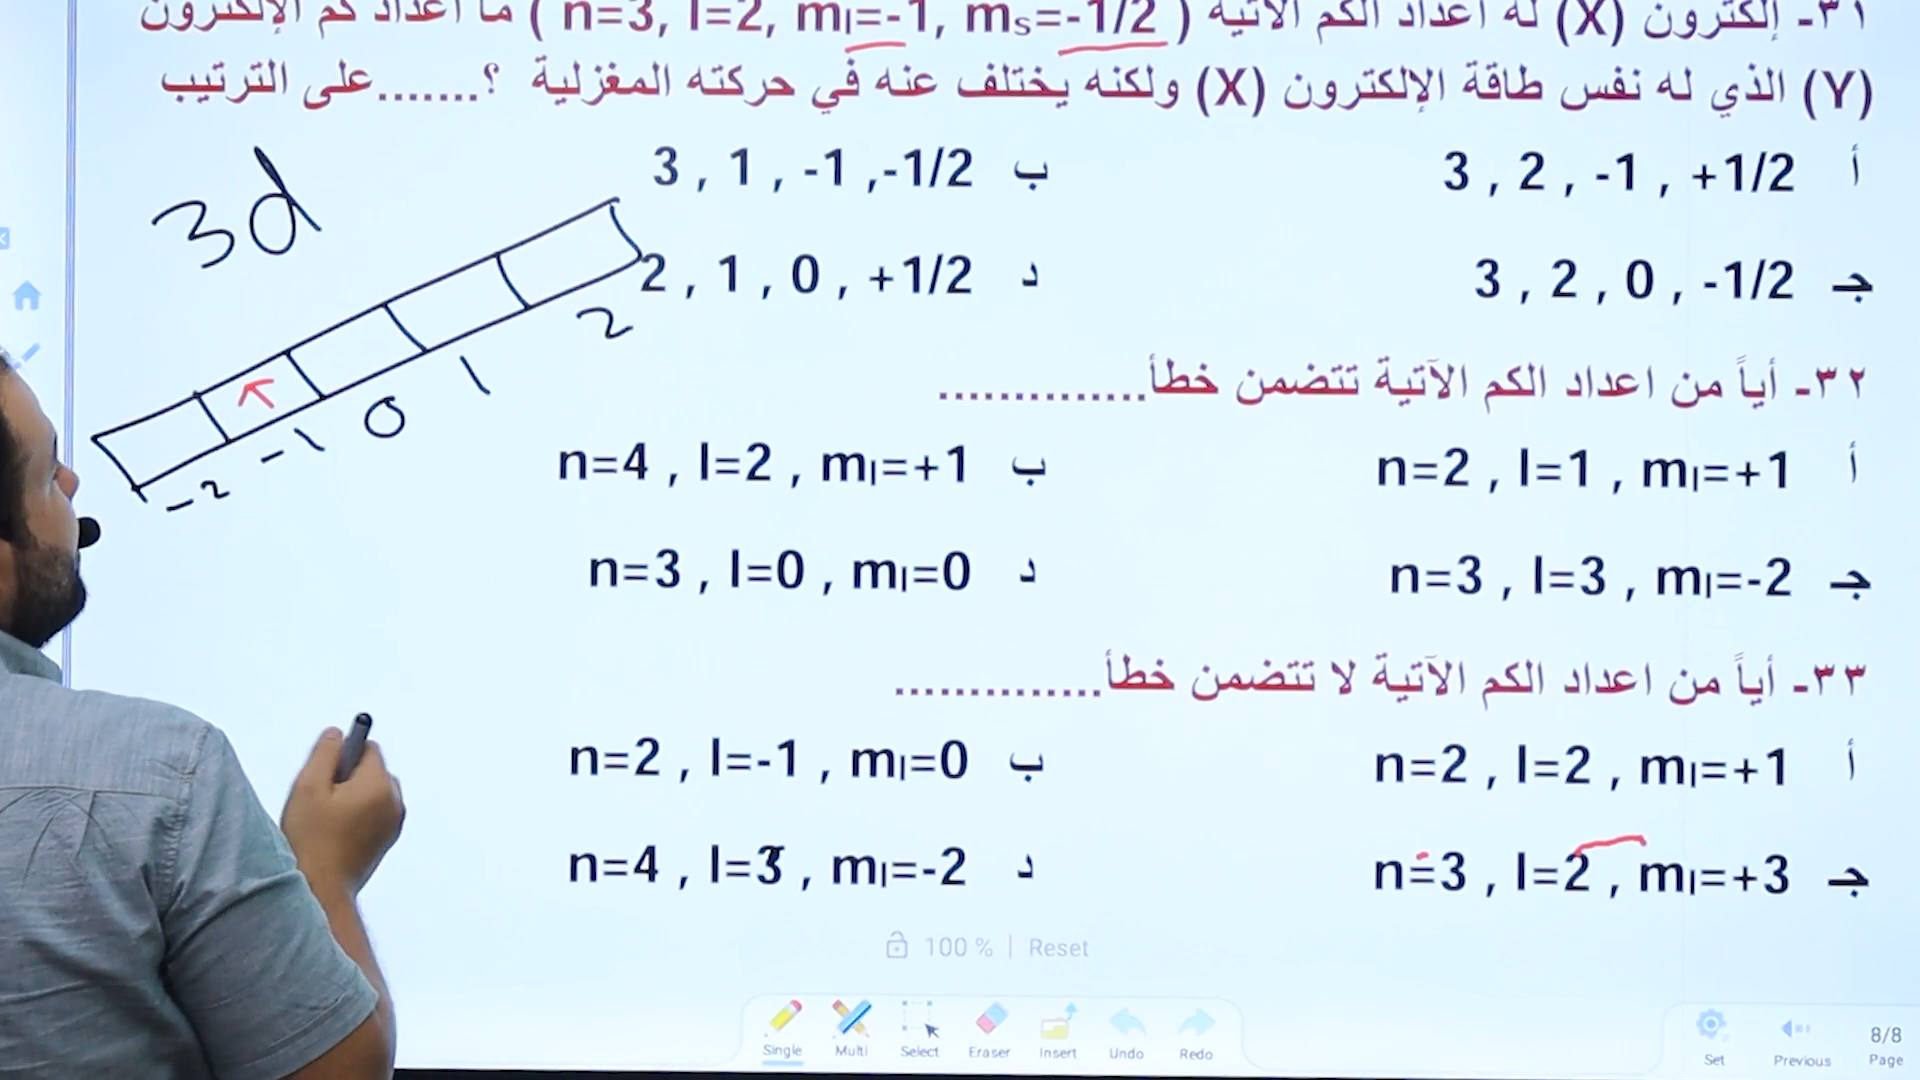 ٣١- إلكترون (X) له اعداد الكم الآتية ( n=3, l=2, mₗ=-1, mₛ=-1/2 ) ما اعداد كم الإلكترون
(Y) الذي له نفس طاقة الإلكترون (X) ولكنه يختلف عنه في حركته المغزلية ؟.......على الترتيب
أ 3 , 2 , -1 , +1/2
ب 3 , 1 , -1 ,-1/2
جـ 3 , 2 , 0 , -1/2
د 2 , 1 , 0 , +1/2
3d
-2 -1 0 1 2
٣٢- أياً من اعداد الكم الآتية تتضمن خطأ..............
أ n=2 , l=1 , mₗ=+1
ب n=4 , l=2 , mₗ=+1
جـ n=3 , l=3 , mₗ=-2
د n=3 , l=0 , mₗ=0
٣٣- أياً من اعداد الكم الآتية لا تتضمن خطأ..............
أ n=2 , l=2 , mₗ=+1
ب n=2 , l=-1 , mₗ=0
جـ n=3 , l=2 , mₗ=+3
د n=4 , l=3 , mₗ=-2
100 % | Reset
Single Multi Select Eraser Insert Undo Redo
Set Previous 8/8 Page